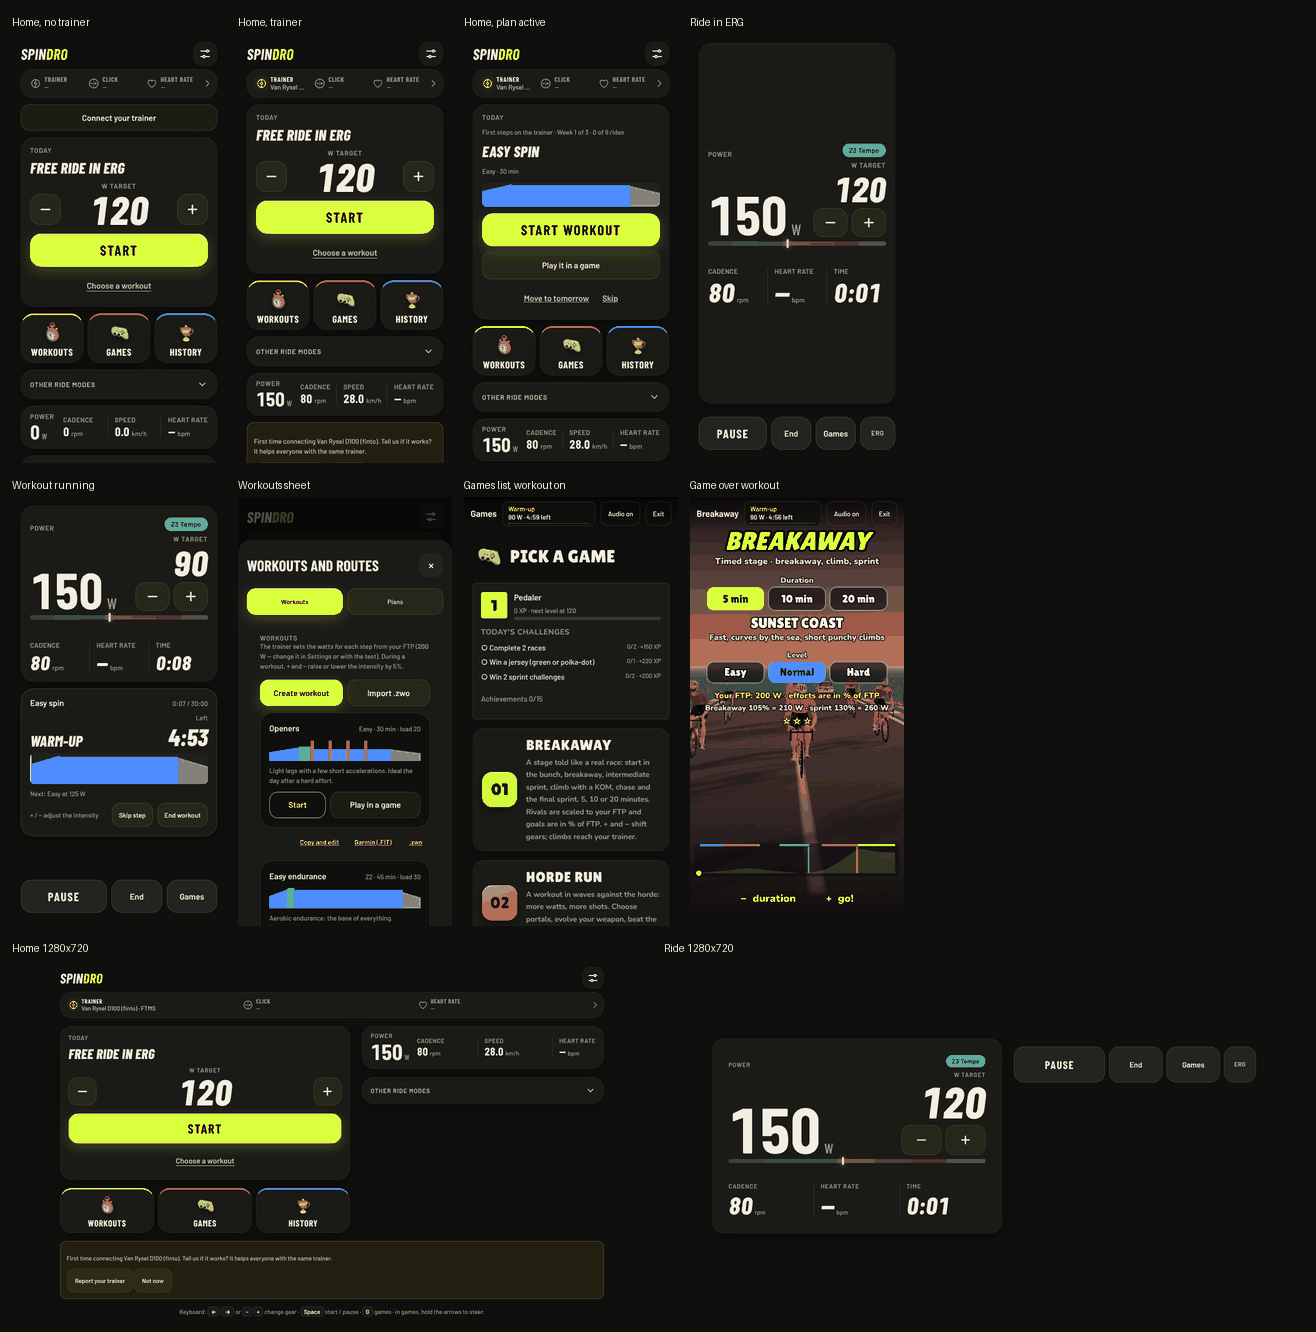 Home, no trainer
SPINDRO
TRAINER
–
CLICK
–
HEART RATE
–
Connect your trainer
TODAY
FREE RIDE IN ERG
W TARGET
− 120 +
START
Choose a workout
WORKOUTS
GAMES
HISTORY
OTHER RIDE MODES
POWER
0 W
CADENCE
0 rpm
SPEED
0.0 km/h
HEART RATE
– bpm
Home, trainer
SPINDRO
TRAINER
Van Rysel ...
CLICK
–
HEART RATE
–
TODAY
FREE RIDE IN ERG
W TARGET
− 120 +
START
Choose a workout
WORKOUTS
GAMES
HISTORY
OTHER RIDE MODES
POWER
150 W
CADENCE
80 rpm
SPEED
28.0 km/h
HEART RATE
– bpm
First time connecting Van Rysel D100 (finto). Tell us if it works?
It helps everyone with the same trainer.
Home, plan active
SPINDRO
TRAINER
Van Rysel ...
CLICK
–
HEART RATE
–
TODAY
First steps on the trainer · Week 1 of 3 · 0 of 9 rides
EASY SPIN
Easy · 30 min
START WORKOUT
Play it in a game
Move to tomorrow Skip
WORKOUTS
GAMES
HISTORY
OTHER RIDE MODES
POWER
150 W
CADENCE
80 rpm
SPEED
28.0 km/h
HEART RATE
– bpm
Ride in ERG
Z3 Tempo
POWER
W TARGET
120
150 W
− +
CADENCE
80 rpm
HEART RATE
– bpm
TIME
0:01
PAUSE
End
Games
ERG
Workout running
Z3 Tempo
POWER
W TARGET
90
150 W
− +
CADENCE
80 rpm
HEART RATE
– bpm
TIME
0:08
Easy spin
0:07 / 30:00
Left
WARM-UP
4:53
Next: Easy at 125 W
+ / − adjust the intensity
Skip step
End workout
PAUSE
End
Games
Workouts sheet
SPINDRO
WORKOUTS AND ROUTES
×
Workouts
Plans
WORKOUTS
The trainer sets the watts for each step from your FTP (200
W — change it in Settings or with the test). During a
workout, + and − raise or lower the intensity by 5%.
Create workout
Import .zwo
Openers
Easy · 30 min · load 20
Light legs with a few short accelerations. Ideal the
day after a hard effort.
Start
Play in a game
Copy and edit
Garmin (.FIT)
.zwo
Easy endurance
Z2 · 45 min · load 30
Aerobic endurance: the base of everything.
Games list, workout on
Games
Warm-up
90 W · 4:59 left
Audio on
Exit
PICK A GAME
1
Pedaler
0 XP · next level at 120
TODAY'S CHALLENGES
Complete 2 races
0/2 · +150 XP
Win a jersey (green or polka-dot)
0/1 · +220 XP
Win 2 sprint challenges
0/2 · +200 XP
Achievements 0/15
01
BREAKAWAY
A stage told like a real race: start in
the bunch, breakaway, intermediate
sprint, climb with a KOM, chase and
the final sprint. 5, 10 or 20 minutes.
Rivals are scaled to your FTP and
goals are in % of FTP. + and − shift
gears; climbs reach your trainer.
02
HORDE RUN
A workout in waves against the horde:
more watts, more shots. Choose
portals, evolve your weapon, beat the
Game over workout
Breakaway
Warm-up
90 W · 4:56 left
Audio on
Exit
BREAKAWAY
Timed stage · breakaway, climb, sprint
Duration
5 min
10 min
20 min
SUNSET COAST
Fast, curves by the sea, short punchy climbs
Level
Easy
Normal
Hard
Your FTP: 200 W · efforts are in % of FTP
Breakaway 105% = 210 W · sprint 130% = 260 W
− duration + go!
Home 1280x720
SPINDRO
TRAINER
Van Rysel D100 (finto) · FTMS
CLICK
–
HEART RATE
–
TODAY
FREE RIDE IN ERG
W TARGET
− 120 +
START
Choose a workout
POWER
150 W
CADENCE
80 rpm
SPEED
28.0 km/h
HEART RATE
– bpm
OTHER RIDE MODES
WORKOUTS
GAMES
HISTORY
First time connecting Van Rysel D100 (finto). Tell us if it works? It helps everyone with the same trainer.
Report your trainer
Not now
Keyboard: ← → or − + change gear · Space start / pause · G games · in games, hold the arrows to steer.
Ride 1280x720
Z3 Tempo
POWER
W TARGET
120
150 W
− +
CADENCE
80 rpm
HEART RATE
– bpm
TIME
0:01
PAUSE
End
Games
ERG